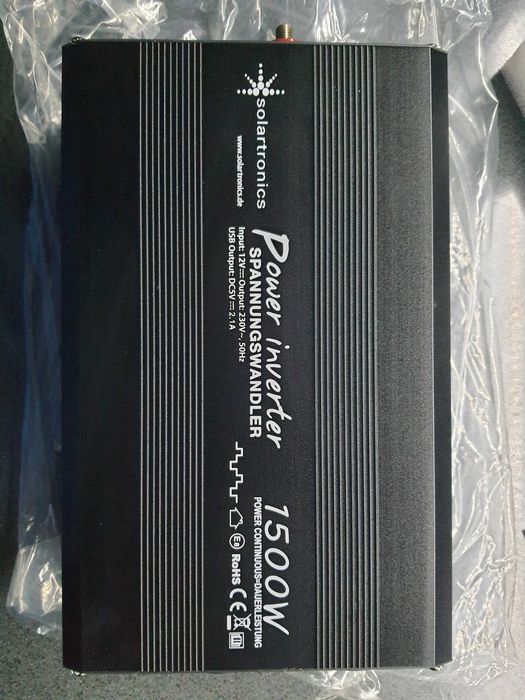 solartronics
www.solartronics.de
Power inverter
SPANNUNGSWANDLER
Input: 12V⎓ Output: 230V~, 50Hz
USB Output: DC5V⎓ 2.1A
1500W
POWER CONTINUOUS=DAUERLEISTUNG
E8 RoHS CE